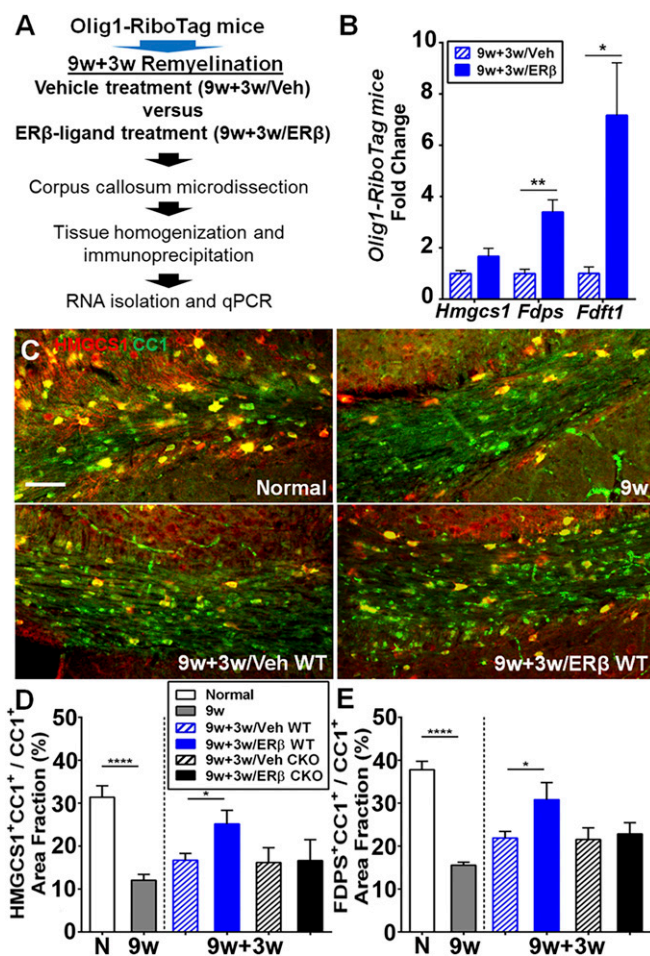 A
Olig1-RiboTag mice
9w+3w Remyelination
Vehicle treatment (9w+3w/Veh)
versus
ERβ-ligand treatment (9w+3w/ERβ)
Corpus callosum microdissection
Tissue homogenization and
immunoprecipitation
RNA isolation and qPCR
B
9w+3w/Veh
9w+3w/ERβ
*
**
Olig1-RiboTag mice
Fold Change
10
8
6
4
2
0
Hmgcs1 Fdps Fdft1
C
HMGCS1 CC1
Normal
9w
9w+3w/Veh WT
9w+3w/ERβ WT
D
Normal
9w
9w+3w/Veh WT
9w+3w/ERβ WT
9w+3w/Veh CKO
9w+3w/ERβ CKO
HMGCS1+CC1+ / CC1+
Area Fraction (%)
50
40
30
20
10
0
****
*
N 9w 9w+3w
E
FDPS+CC1+ / CC1+
Area Fraction (%)
50
40
30
20
10
0
****
*
N 9w 9w+3w